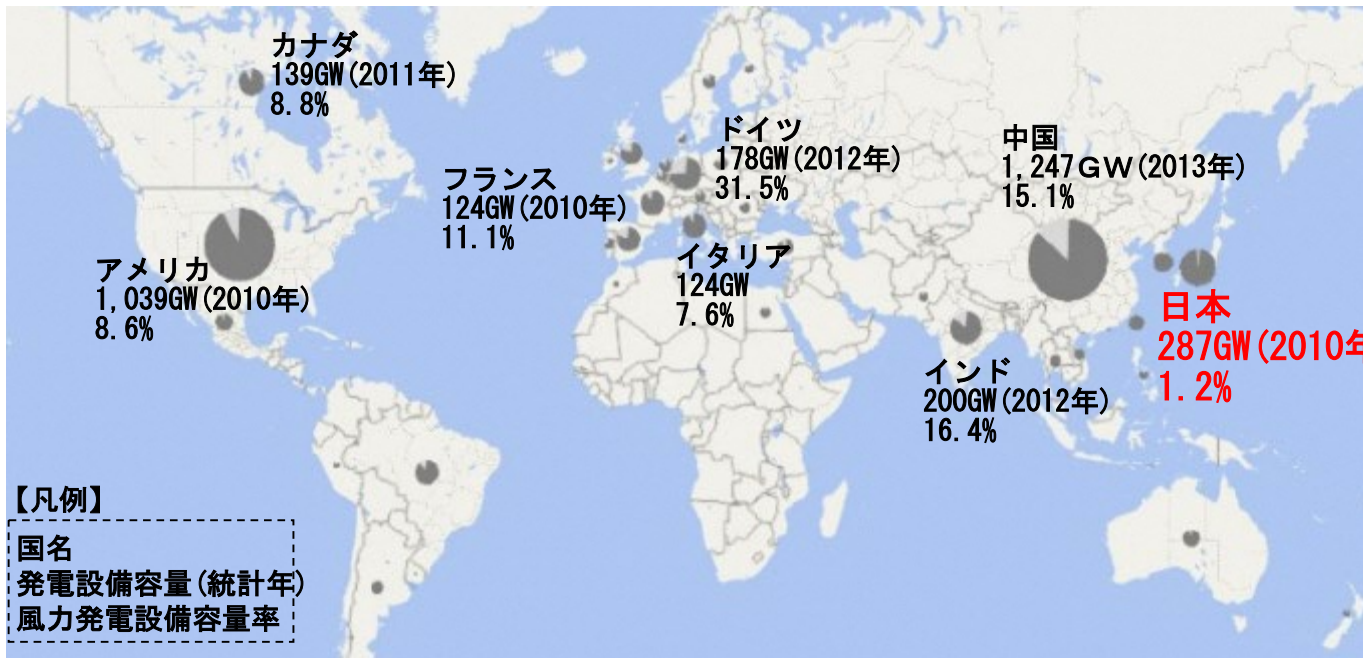 カナダ
139GW(2011年)
8.8%
ドイツ
178GW(2012年)
31.5%
中国
1,247GW(2013年)
15.1%
フランス
124GW(2010年)
11.1%
アメリカ
1,039GW(2010年)
8.6%
イタリア
124GW
7.6%
日本
287GW(2010年
1.2%
インド
200GW(2012年)
16.4%
【凡例】
国名
発電設備容量(統計年)
風力発電設備容量率